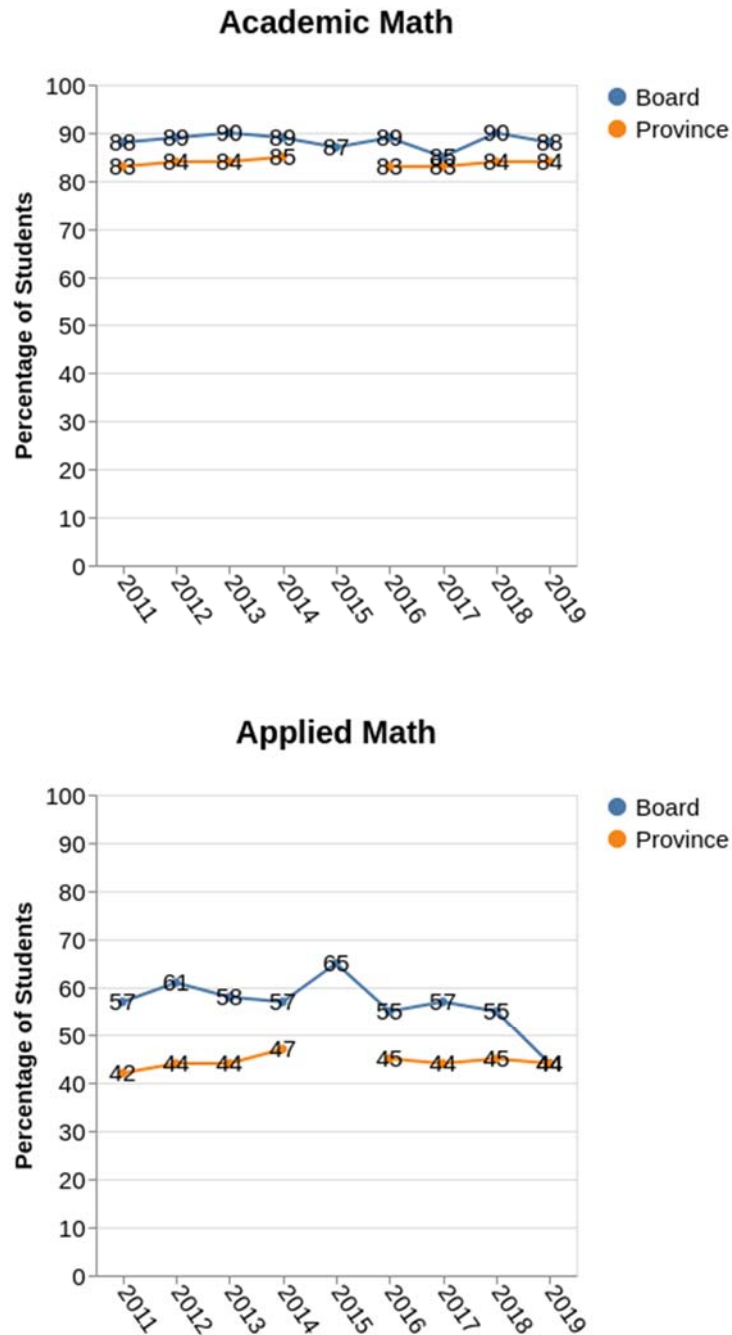 Academic Math
100
90
80
70
60
50
40
30
20
10
0
Percentage of Students
88 89 90 89 87 89 85 90 88
83 84 84 85 83 83 84 84
2011 2012 2013 2014 2015 2016 2017 2018 2019
Board
Province
Applied Math
100
90
80
70
60
50
40
30
20
10
0
Percentage of Students
57 61 58 57 65 55 57 55 44
42 44 44 47 45 44 45 44
2011 2012 2013 2014 2015 2016 2017 2018 2019
Board
Province